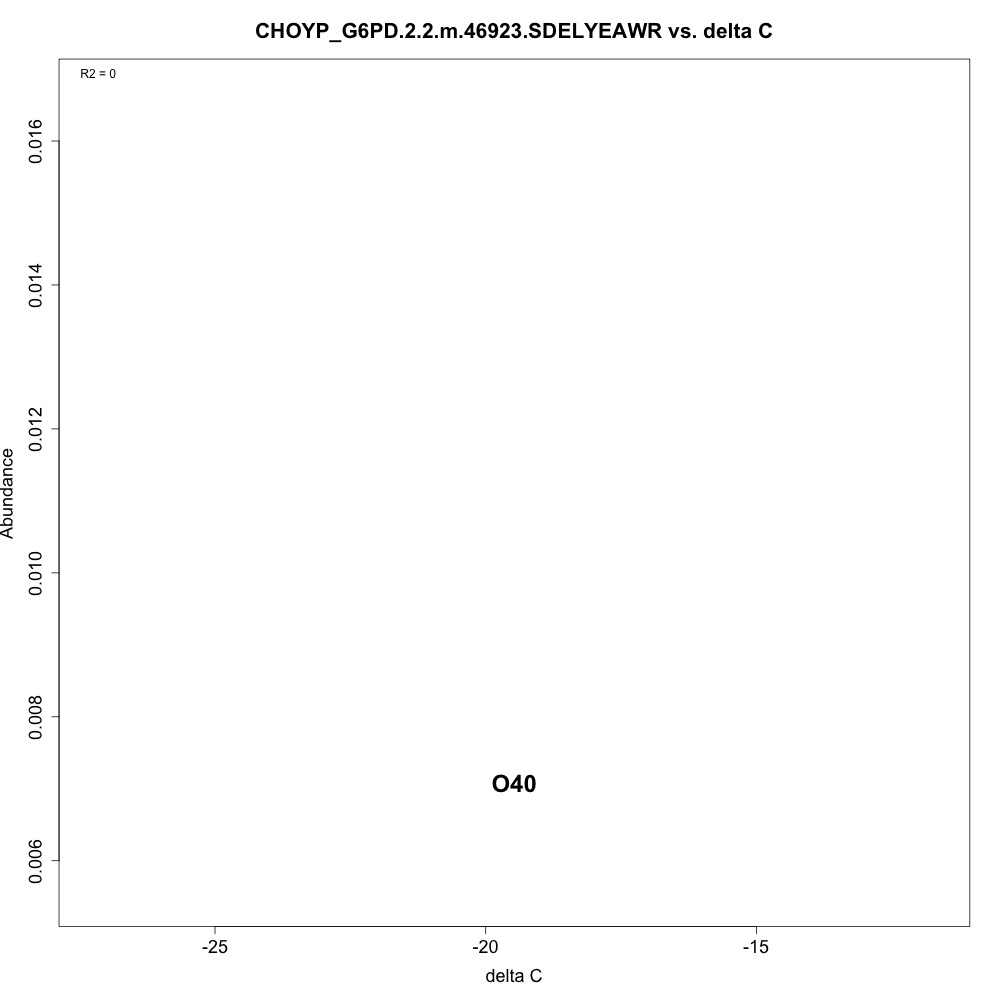 CHOYP_G6PD.2.2.m.46923.SDELYEAWR vs. delta C
R2 = 0
0.016
0.014
0.012
0.010
0.008
0.006
Abundance
O40
-25
-20
-15
delta C